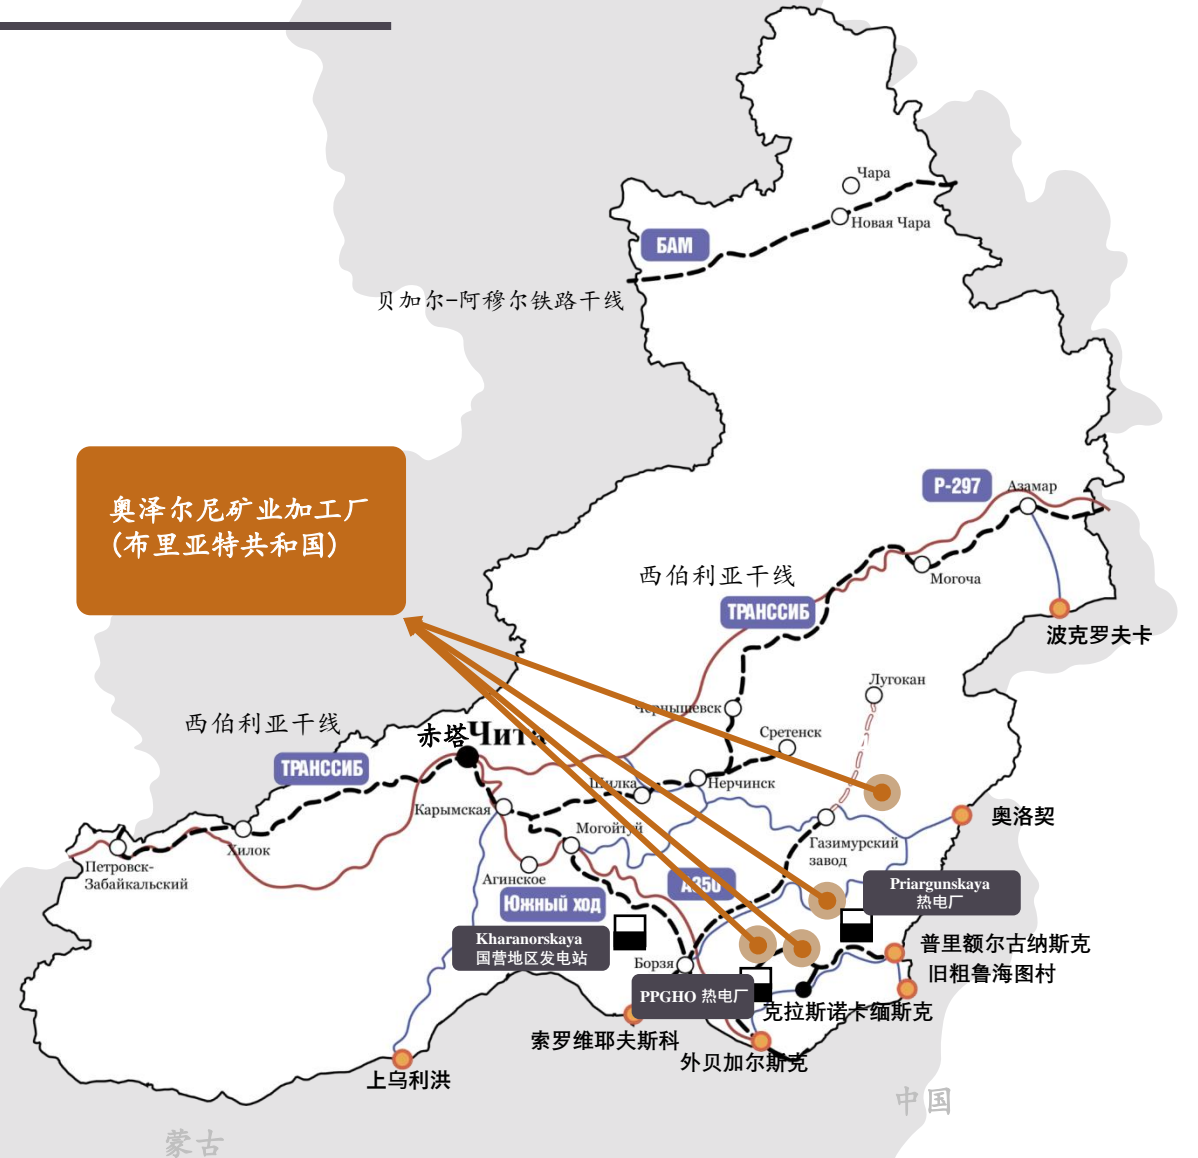 Чара
Новая Чара
БАМ
贝加尔-阿穆尔铁路干线
奥泽尔尼矿业加工厂
(布里亚特共和国)
Р-297
Азамар
西伯利亚干线
Могоча
ТРАНССИБ
波克罗夫卡
Лугокан
Чернышевск
西伯利亚干线
赤塔
Чита
Сретенск
ТРАНССИБ
Шилка
Нерчинск
Карымская
Могойтуй
奥洛契
Газимурский
завод
Хилок
Петровск-
Забайкальский
Агинское
А350
Priargunskaya
热电厂
Южный ход
Kharanorskaya
国营地区发电站
普里额尔古纳斯克
Борзя
旧粗鲁海图村
PPGHO 热电厂
克拉斯诺卡缅斯克
索罗维耶夫斯科
外贝加尔斯克
上乌利洪
中国
蒙古